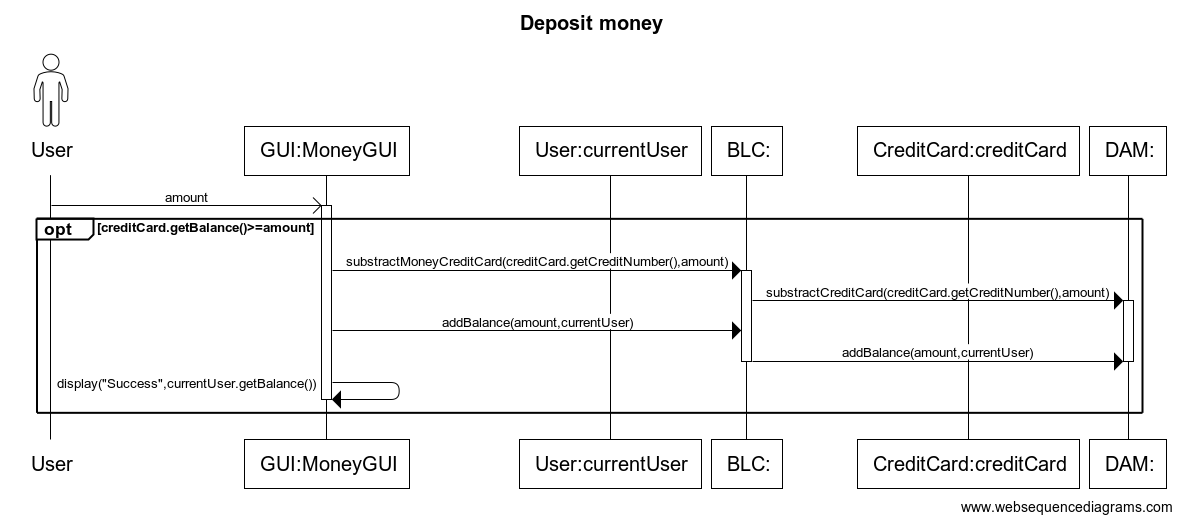 Deposit money
User
GUI:MoneyGUI
User:currentUser
BLC:
CreditCard:creditCard
DAM:
amount
opt
[creditCard.getBalance()>=amount]
substractMoneyCreditCard(creditCard.getCreditNumber(),amount)
substractCreditCard(creditCard.getCreditNumber(),amount)
addBalance(amount,currentUser)
addBalance(amount,currentUser)
display("Success",currentUser.getBalance())
User
GUI:MoneyGUI
User:currentUser
BLC:
CreditCard:creditCard
DAM:
www.websequencediagrams.com